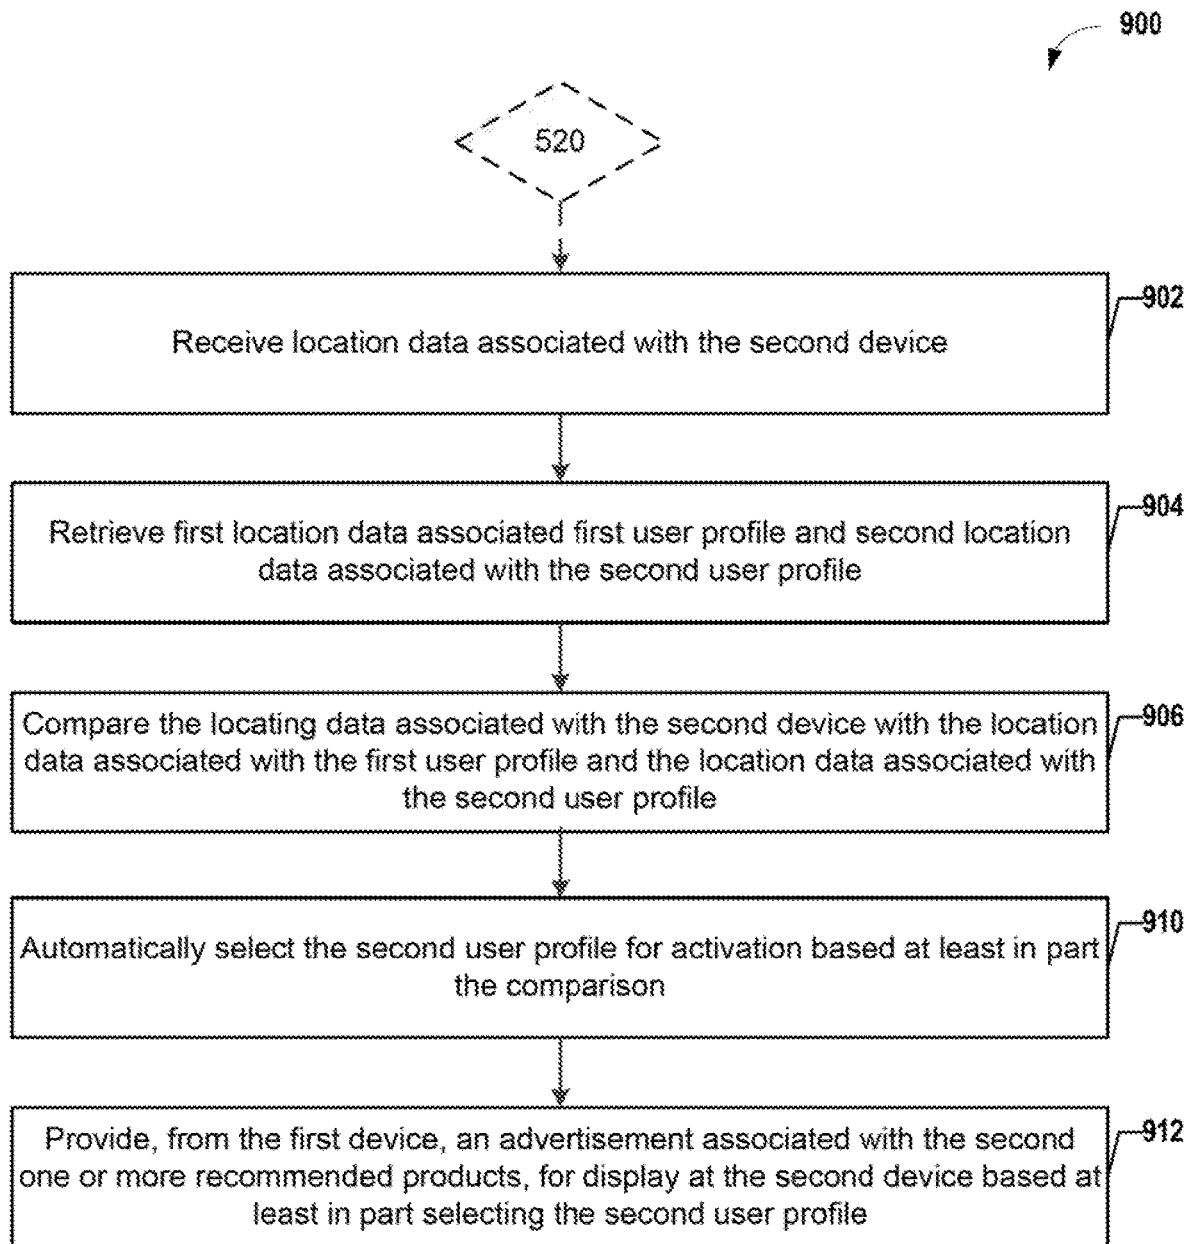 900
520
902
Receive location data associated with the second device
904
Retrieve first location data associated first user profile and second location
data associated with the second user profile
906
Compare the locating data associated with the second device with the location
data associated with the first user profile and the location data associated with
the second user profile
910
Automatically select the second user profile for activation based at least in part
the comparison
912
Provide, from the first device, an advertisement associated with the second
one or more recommended products, for display at the second device based at
least in part selecting the second user profile